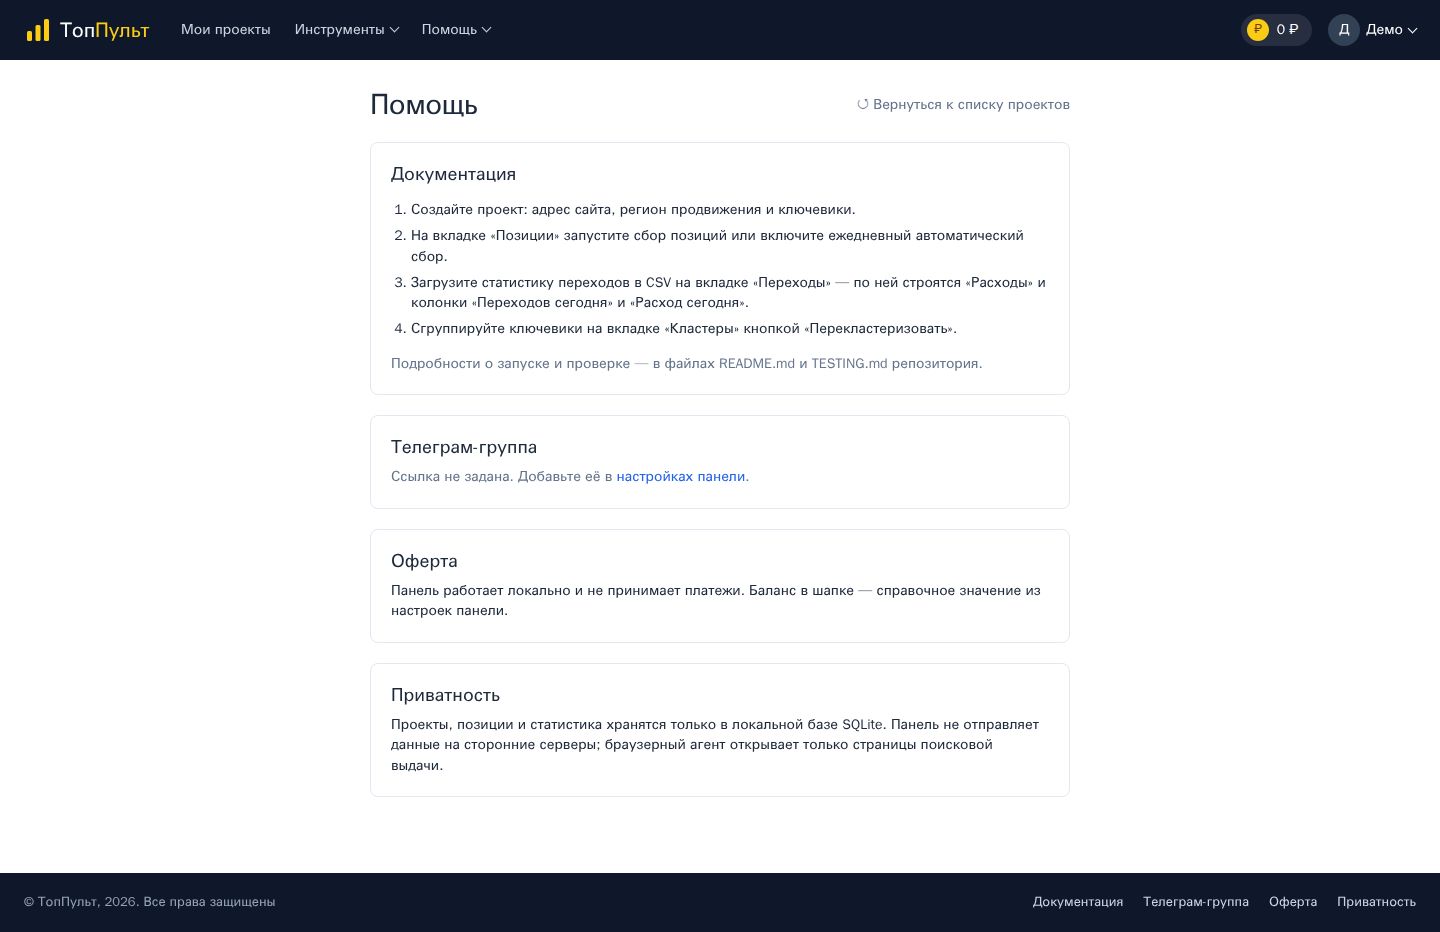 ТопПульт
Мои проекты
Инструменты
Помощь
₽ 0 ₽
Д Демо
Помощь
Вернуться к списку проектов
Документация
1. Создайте проект: адрес сайта, регион продвижения и ключевики.
2. На вкладке «Позиции» запустите сбор позиций или включите ежедневный автоматический
сбор.
3. Загрузите статистику переходов в CSV на вкладке «Переходы» — по ней строятся «Расходы» и
колонки «Переходов сегодня» и «Расход сегодня».
4. Сгруппируйте ключевики на вкладке «Кластеры» кнопкой «Перекластеризовать».
Подробности о запуске и проверке — в файлах README.md и TESTING.md репозитория.
Телеграм-группа
Ссылка не задана. Добавьте её в настройках панели.
Оферта
Панель работает локально и не принимает платежи. Баланс в шапке — справочное значение из
настроек панели.
Приватность
Проекты, позиции и статистика хранятся только в локальной базе SQLite. Панель не отправляет
данные на сторонние серверы; браузерный агент открывает только страницы поисковой
выдачи.
© ТопПульт, 2026. Все права защищены
Документация
Телеграм-группа
Оферта
Приватность